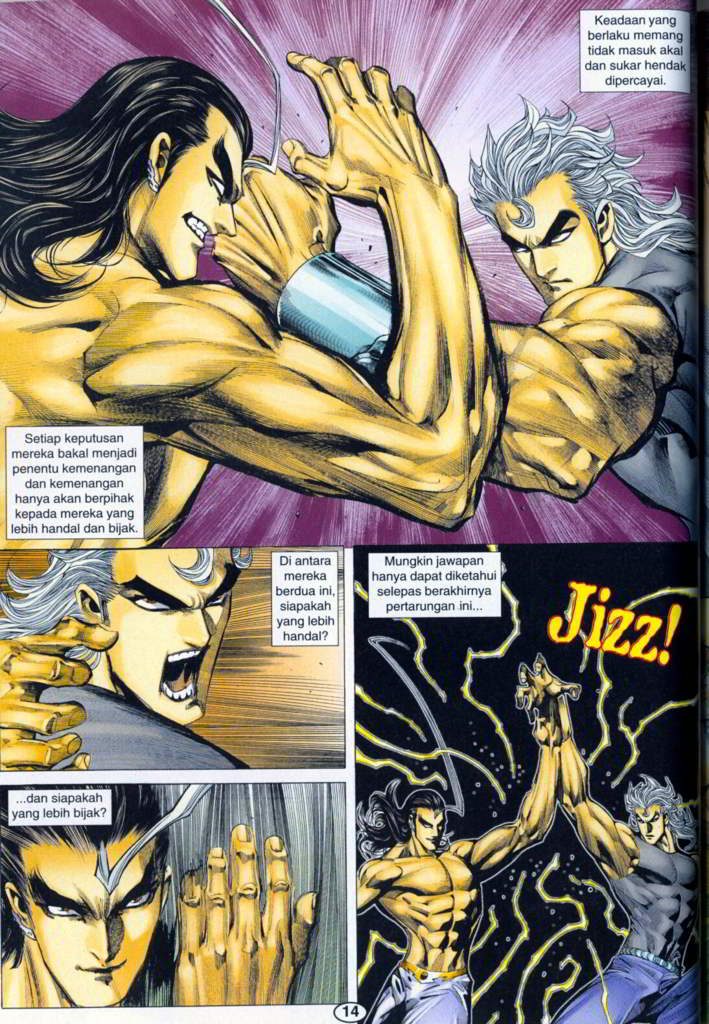 Keadaan yang
berlaku memang
tidak masuk akal
dan sukar hendak
dipercayai.
Setiap keputusan
mereka bakal menjadi
penentu kemenangan
dan kemenangan
hanya akan berpihak
kepada mereka yang
lebih handal dan bijak.
Di antara
mereka
berdua ini,
siapakah
yang lebih
handal?
Mungkin jawapan
hanya dapat diketahui
selepas berakhirnya
pertarungan ini...
Jizz!
...dan siapakah
yang lebih bijak?
14